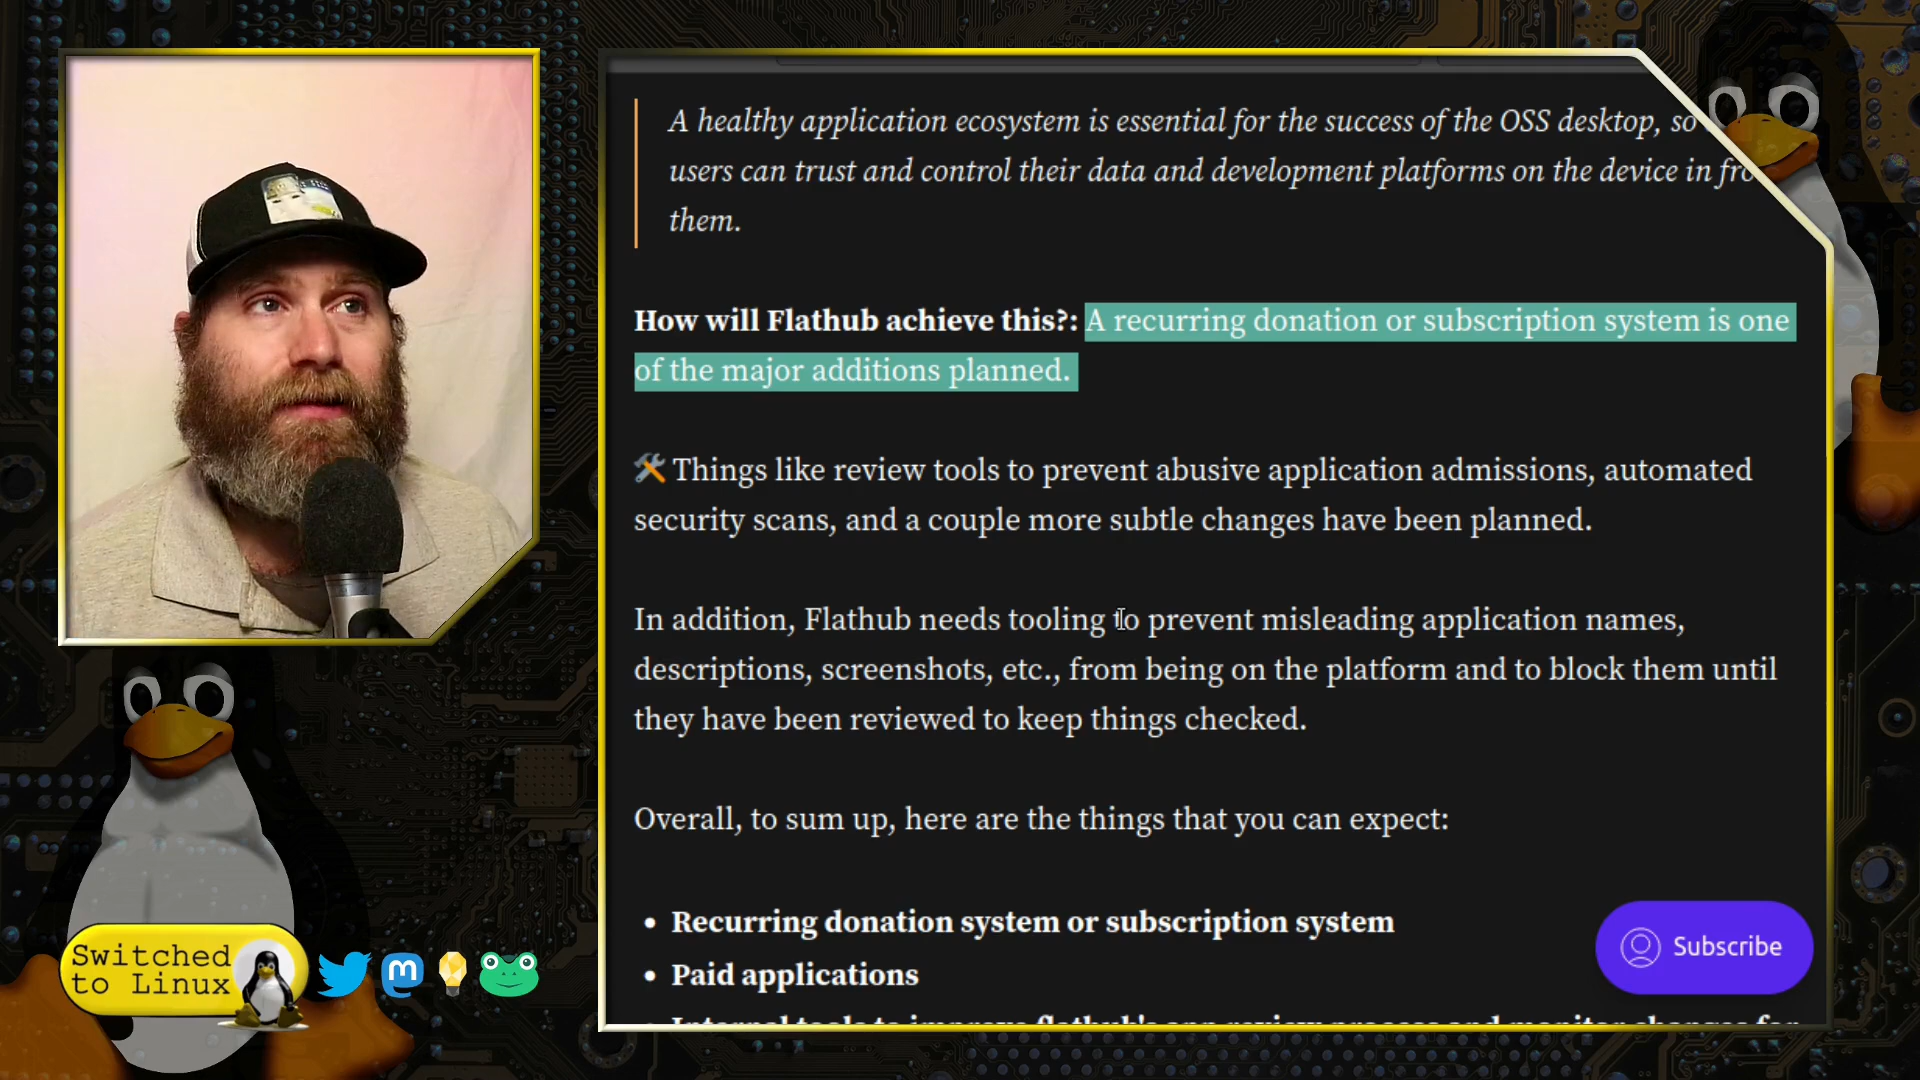 A healthy application ecosystem is essential for the success of the OSS desktop, so
users can trust and control their data and development platforms on the device in
them.
How will Flathub achieve this?: A recurring donation or subscription system is one
of the major additions planned.
Things like review tools to prevent abusive application admissions, automated
security scans, and a couple more subtle changes have been planned.
In addition, Flathub needs tooling to prevent misleading application names,
descriptions, screenshots, etc., from being on the platform and to block them until
they have been reviewed to keep things checked.
Overall, to sum up, here are the things that you can expect:
• Recurring donation system or subscription system
• Paid applications
Subscribe
Switched
to Linux
m